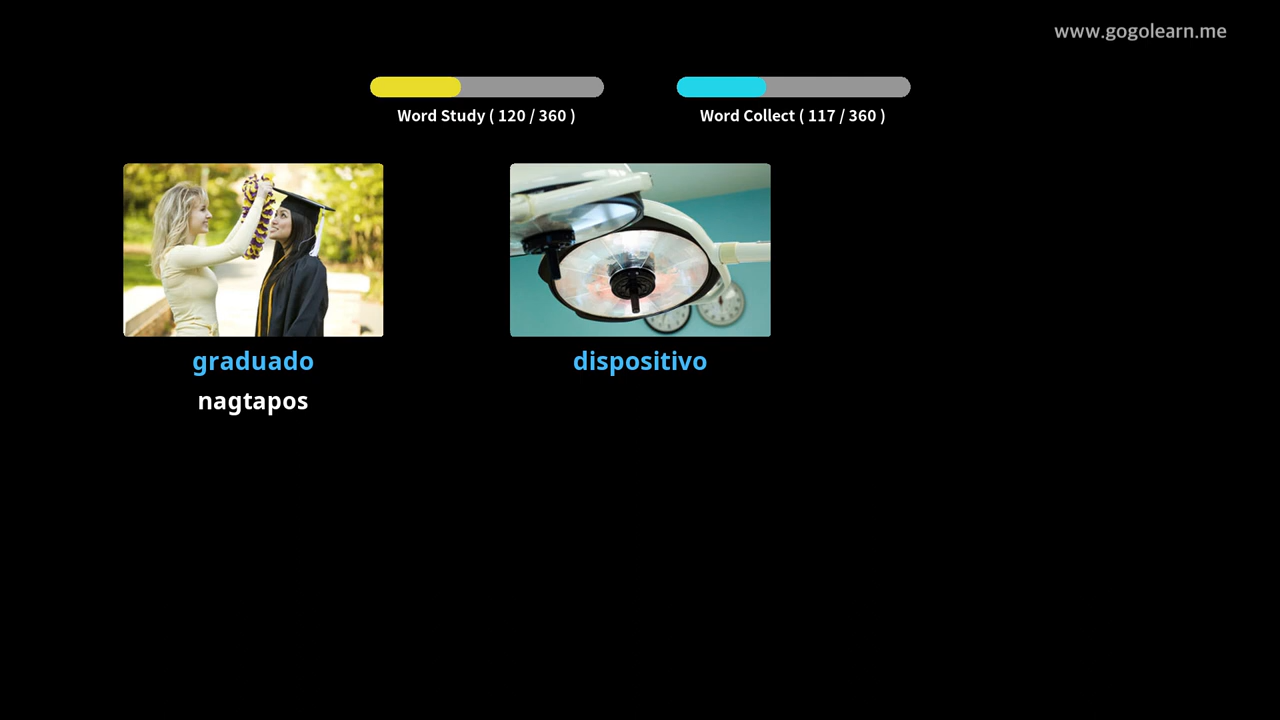 www.gogolearn.me
Word Study ( 120 / 360 )
Word Collect ( 117 / 360 )
graduado
nagtapos
dispositivo